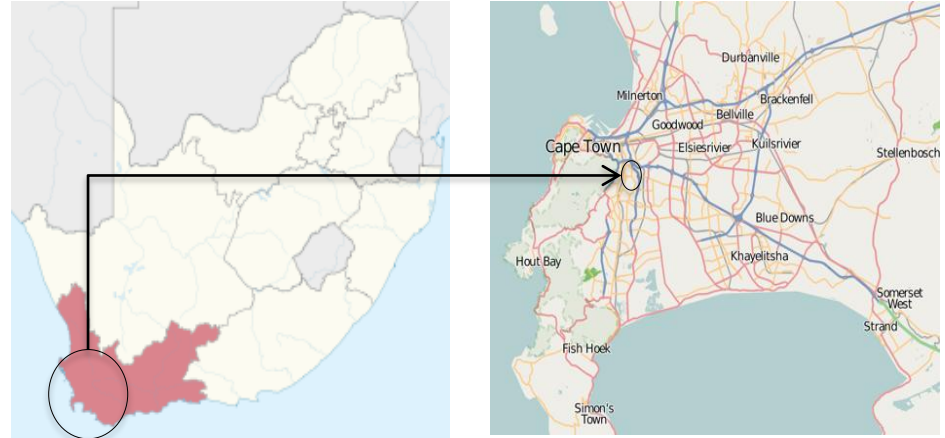 Durbanville
Milnerton
Brackenfell
Bellville
Goodwood
Cape Town
Elsiesrivier
Kuilsrivier
Stellenbosch
Blue Downs
Hout Bay
Khayelitsha
Somerset
West
Strand
Fish Hoek
Simon's
Town